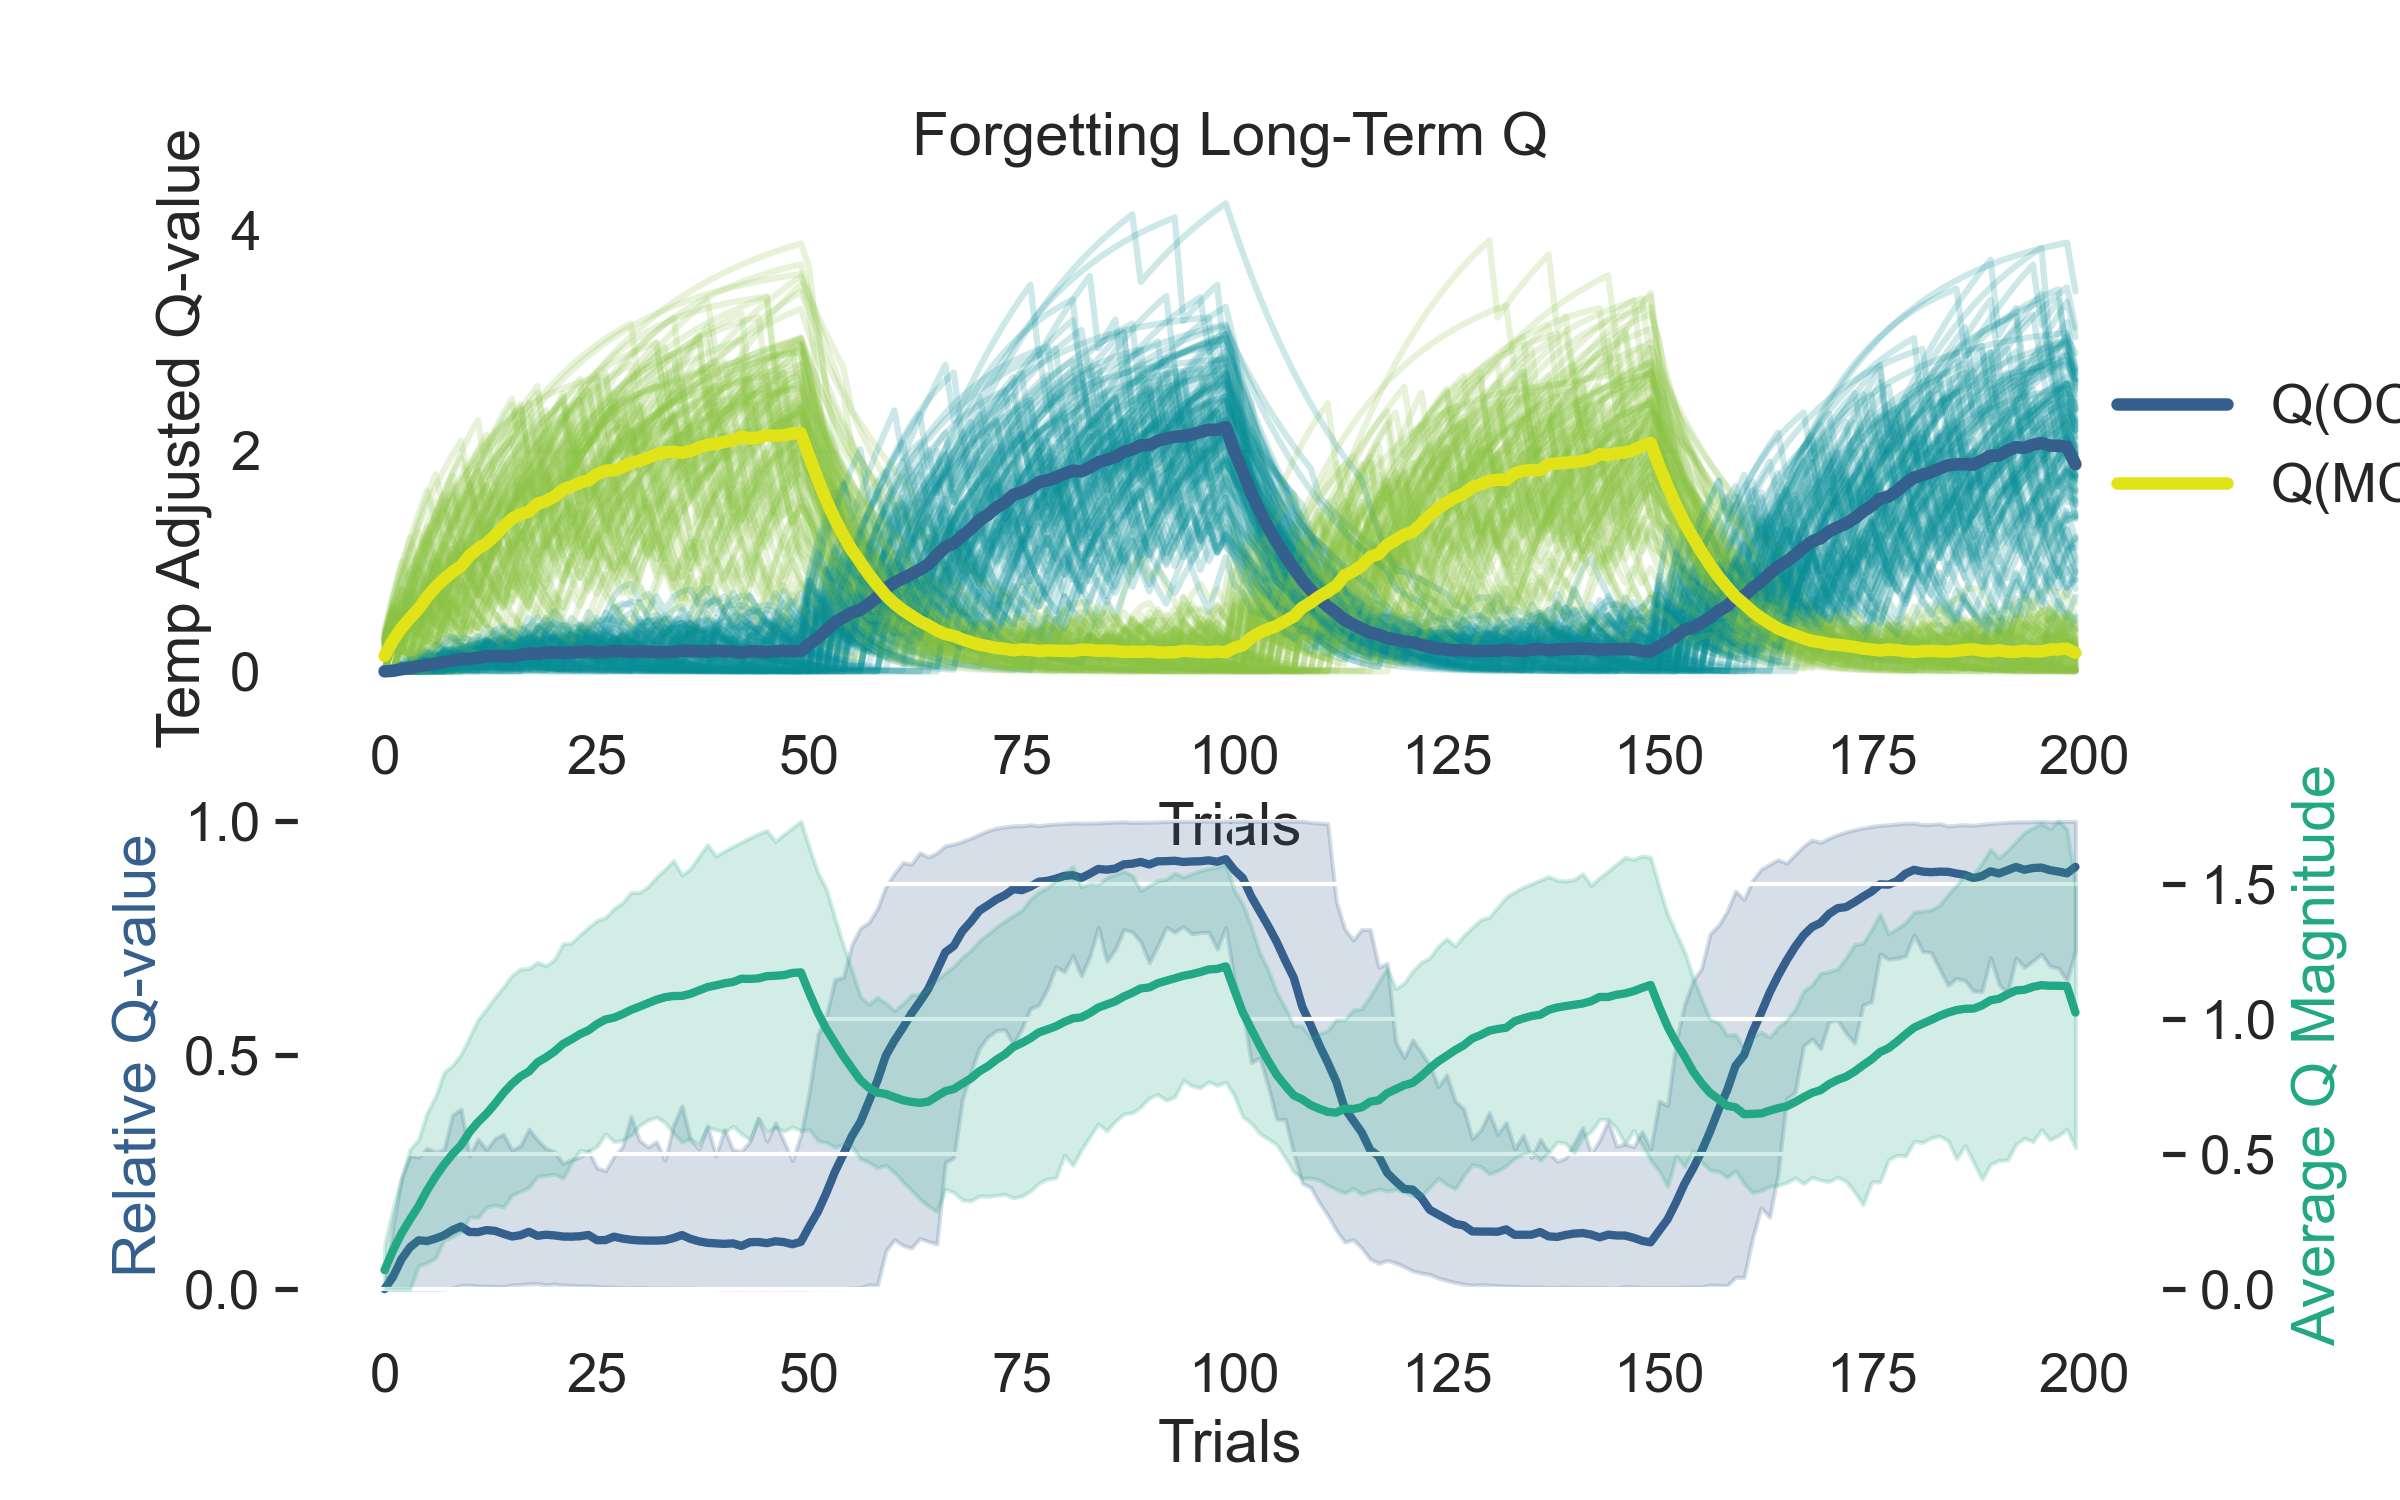 Forgetting Long-Term Q
Temp Adjusted Q-value
4
2
0
Q(OC
Q(MC
0 25 50 75 100 125 150 175 200
Trials
Relative Q-value
1.0
0.5
0.0
1.5
1.0
0.5
0.0
Average Q Magnitude
0 25 50 75 100 125 150 175 200
Trials